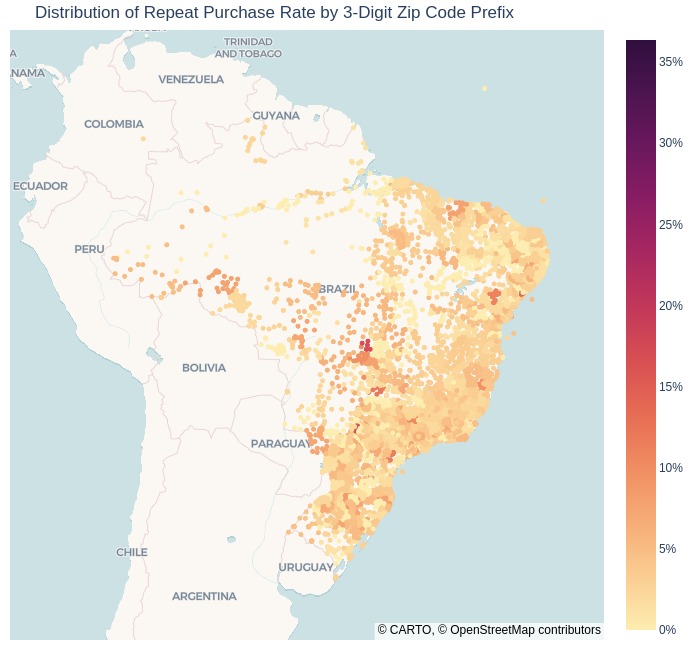 Distribution of Repeat Purchase Rate by 3-Digit Zip Code Prefix
TRINIDAD
AND TOBAGO
NAMA
VENEZUELA
GUYANA
COLOMBIA
ECUADOR
PERU
BRAZIL
BOLIVIA
PARAGUAY
CHILE
URUGUAY
ARGENTINA
© CARTO, © OpenStreetMap contributors
35%
30%
25%
20%
15%
10%
5%
0%